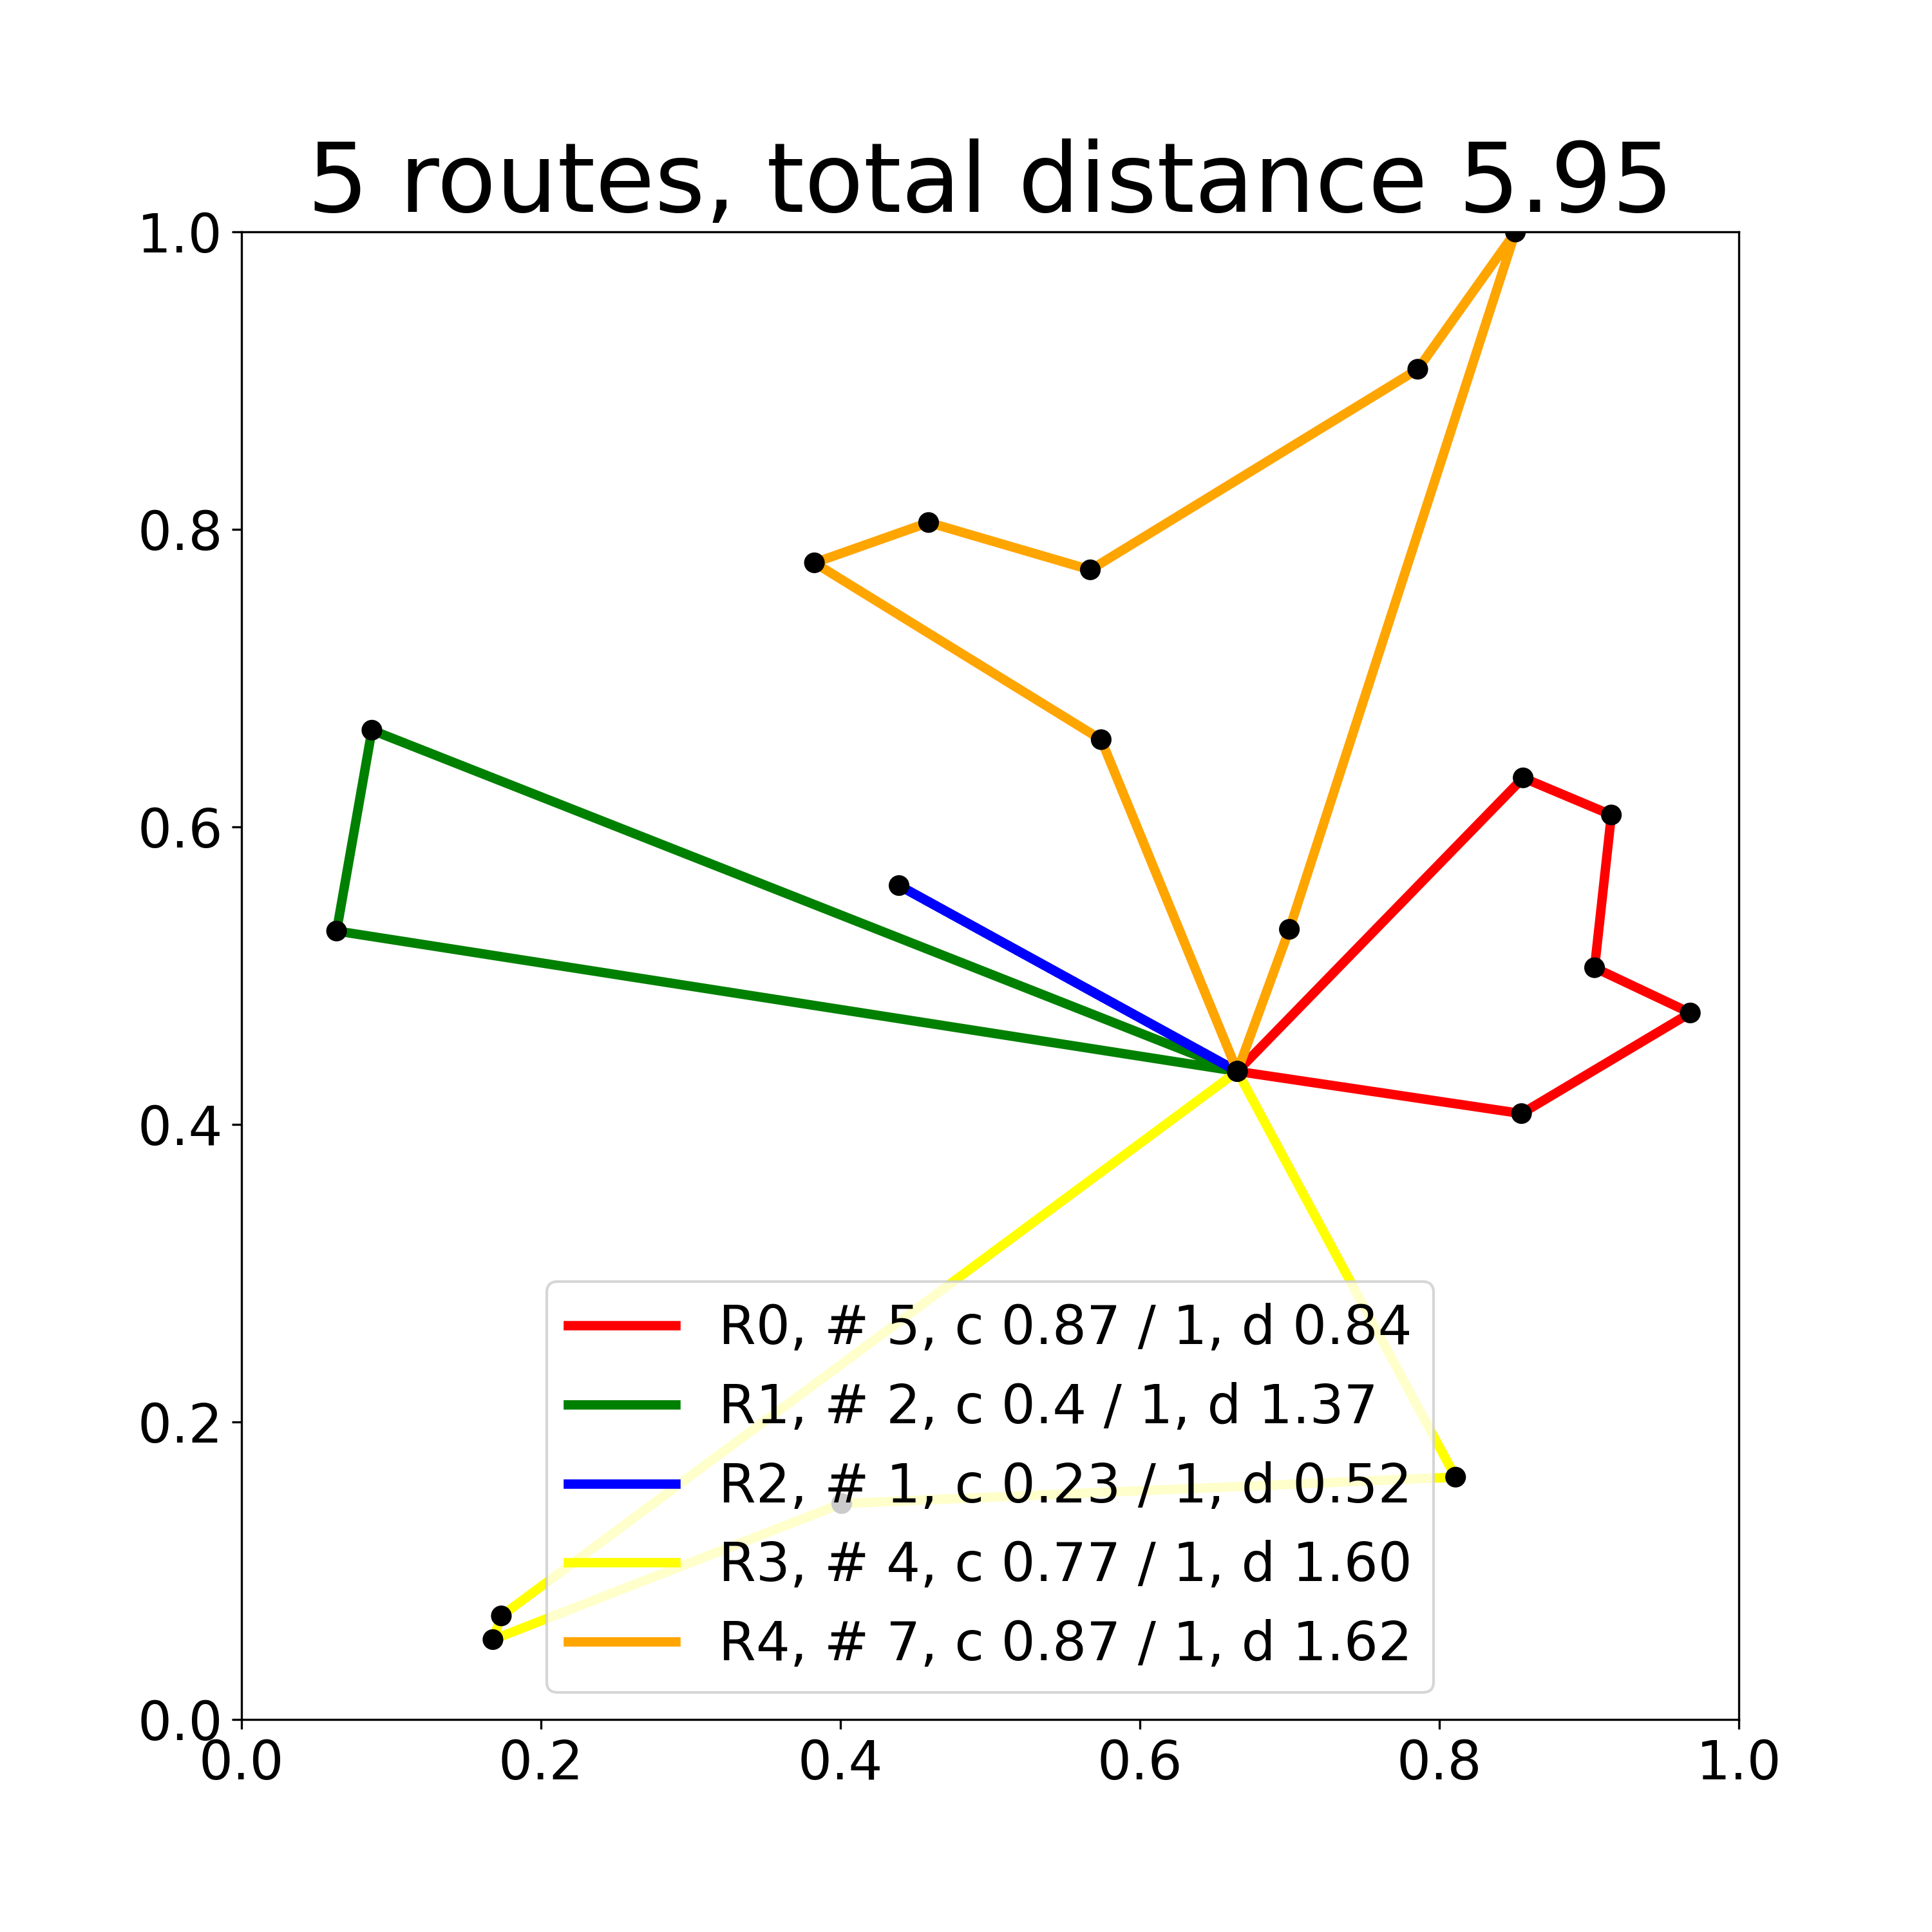 5 routes, total distance 5.95
1.0
0.8
0.6
0.4
0.2
0.0
R0, # 5, c 0.87 / 1, d 0.84
R1, # 2, c 0.4 / 1, d 1.37
R2, # 1, c 0.23 / 1, d 0.52
R3, # 4, c 0.77 / 1, d 1.60
R4, # 7, c 0.87 / 1, d 1.62
0.0 0.2 0.4 0.6 0.8 1.0